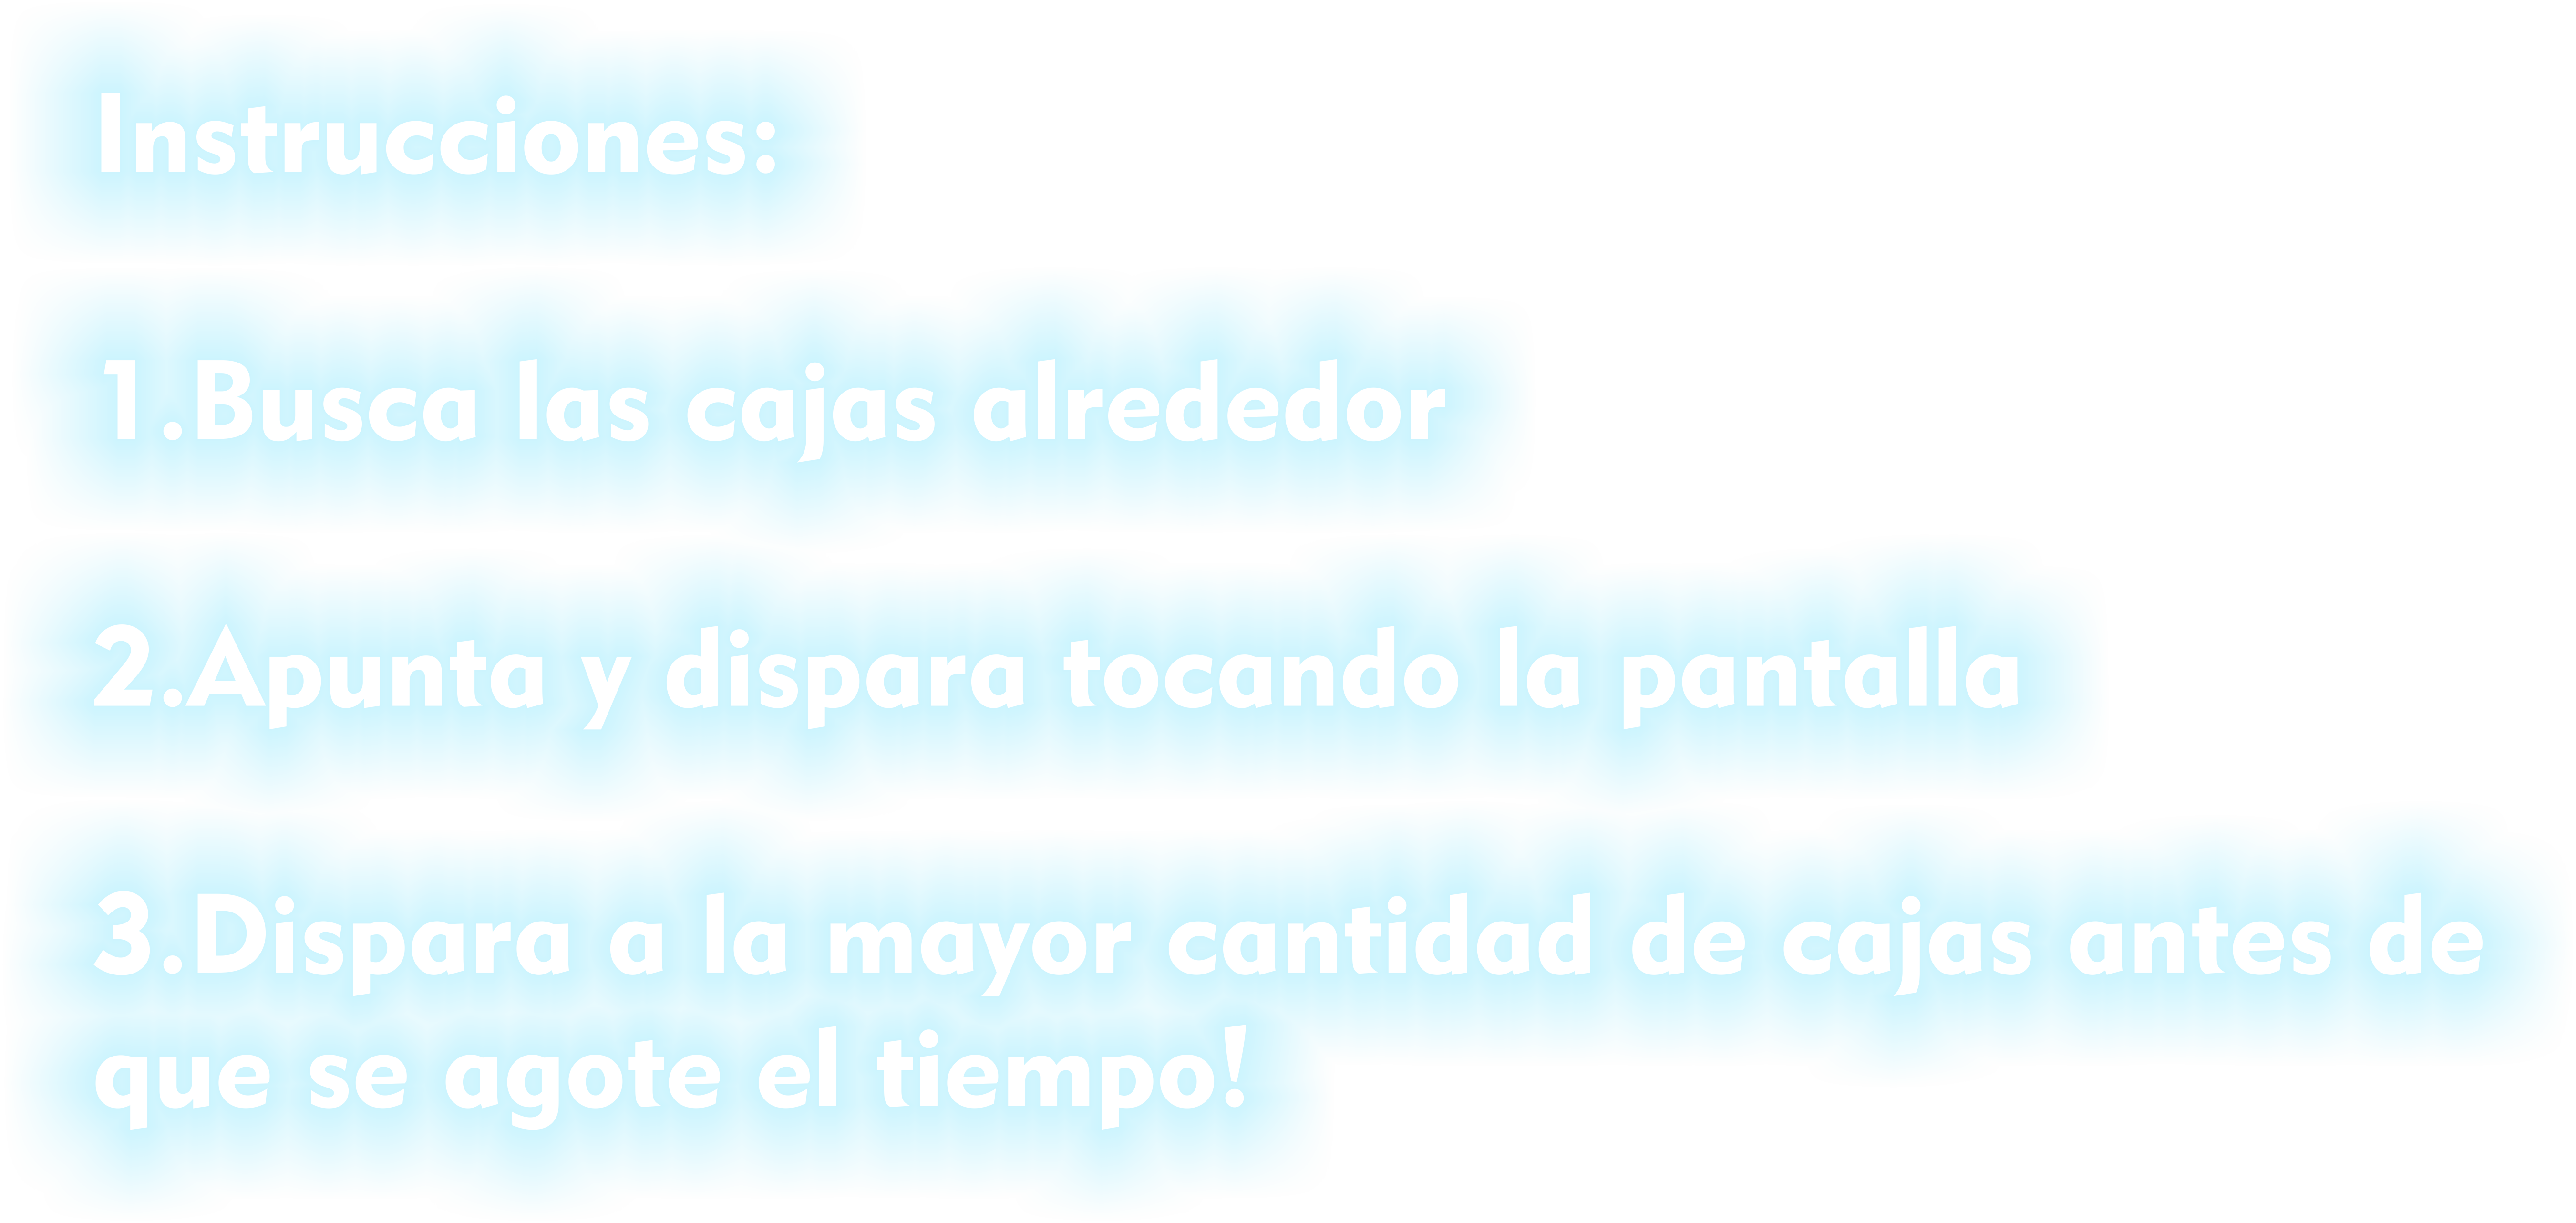 Instrucciones:
1.Busca las cajas alrededor
2.Apunta y dispara tocando la pantalla
3.Dispara a la mayor cantidad de cajas antes de
que se agote el tiempo!